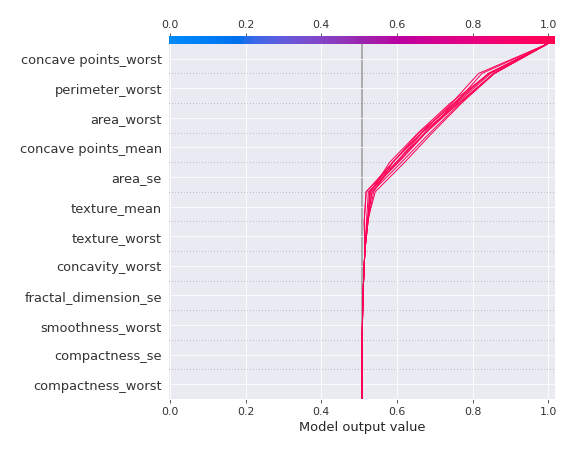 0.0 0.2 0.4 0.6 0.8 1.0
concave points_worst
perimeter_worst
area_worst
concave points_mean
area_se
texture_mean
texture_worst
concavity_worst
fractal_dimension_se
smoothness_worst
compactness_se
compactness_worst
0.0 0.2 0.4 0.6 0.8 1.0
Model output value